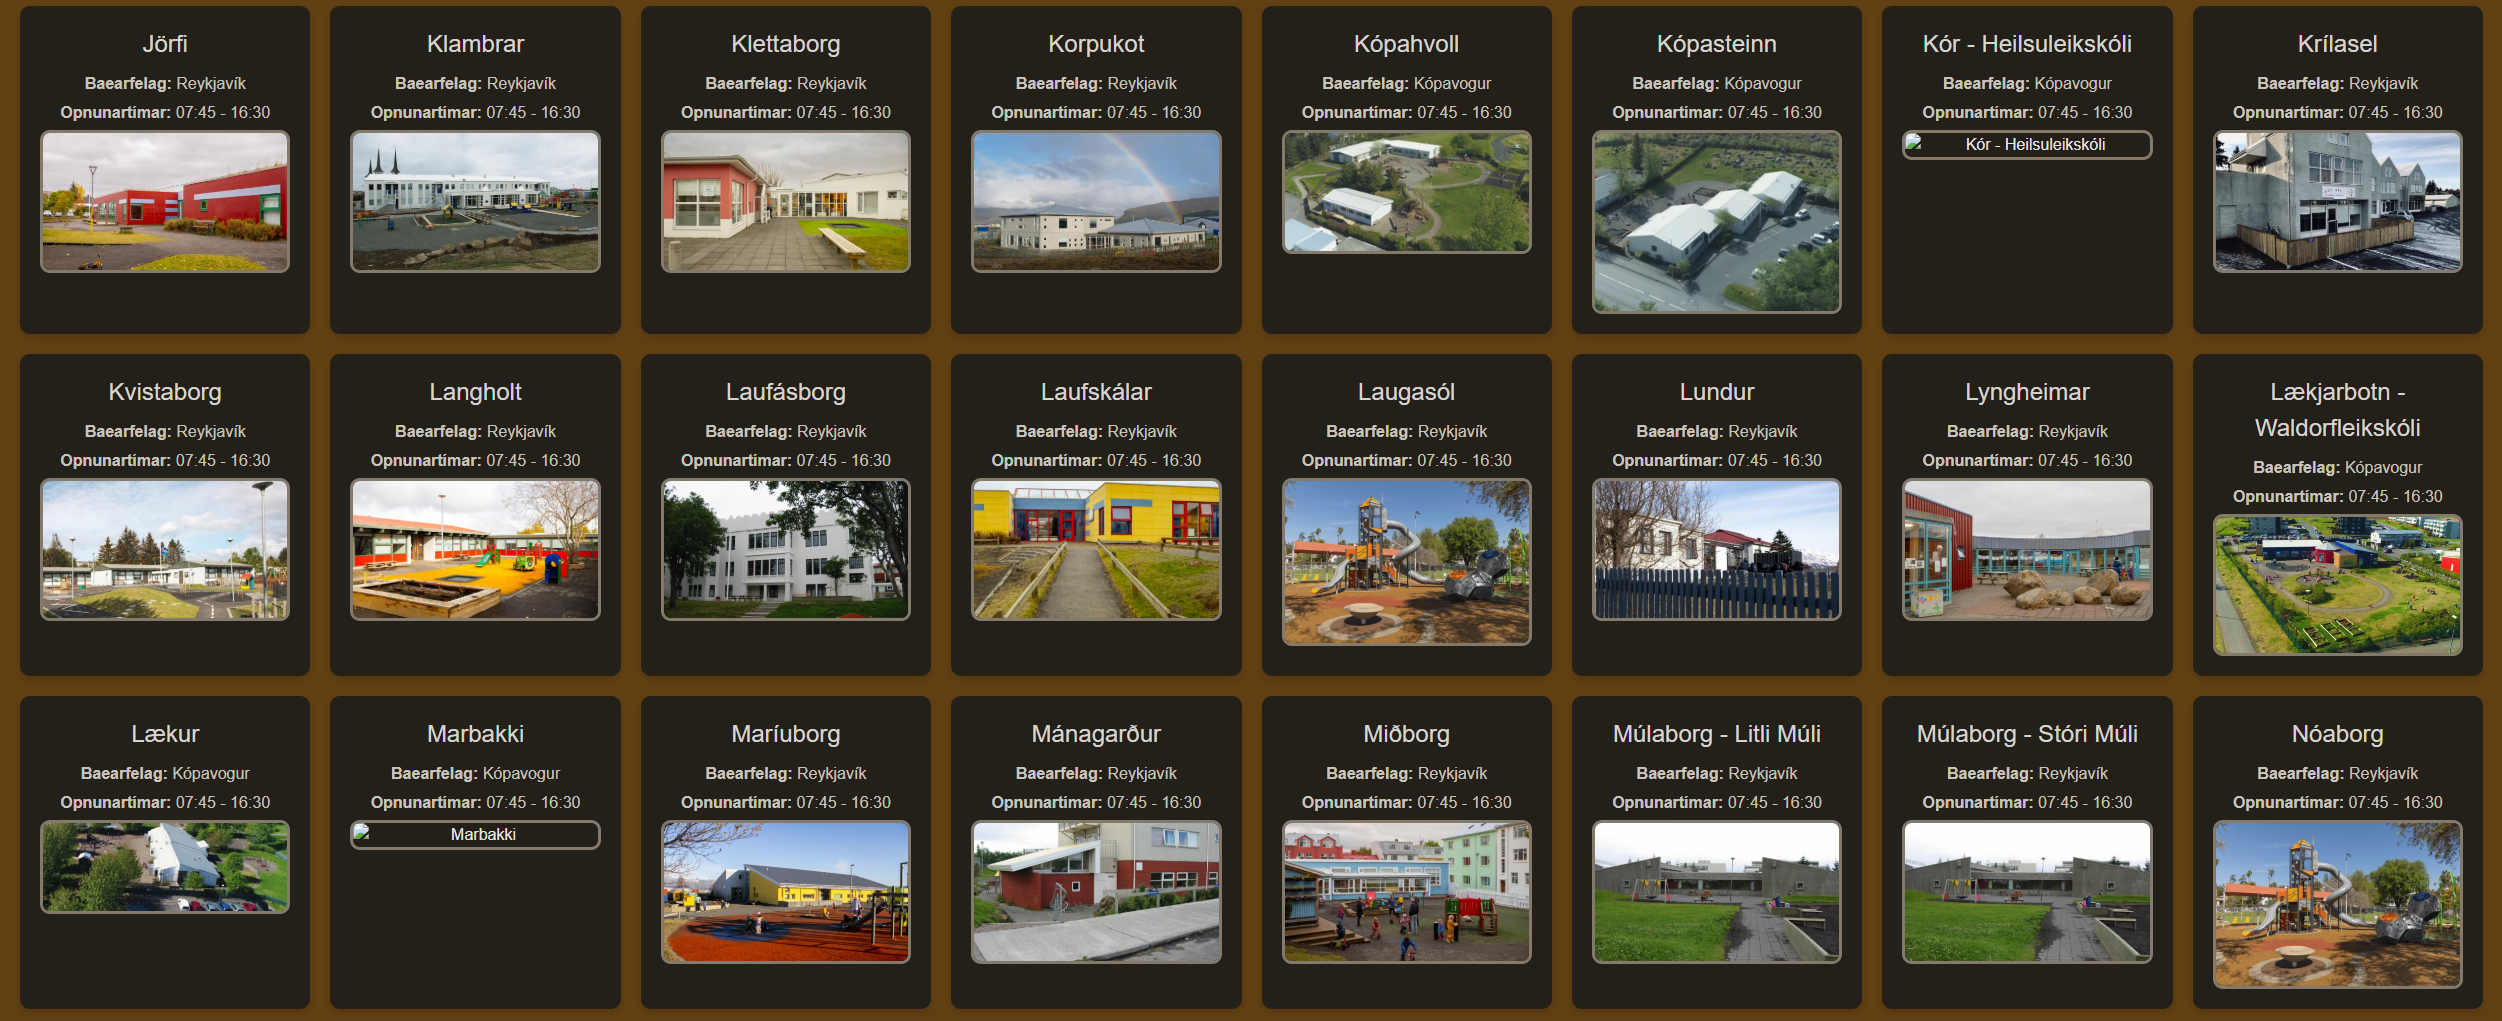 Jörfi
Baearfelag: Reykjavík
Opnunartímar: 07:45 - 16:30
Klambrar
Baearfelag: Reykjavík
Opnunartímar: 07:45 - 16:30
Klettaborg
Baearfelag: Reykjavík
Opnunartímar: 07:45 - 16:30
Korpukot
Baearfelag: Reykjavík
Opnunartímar: 07:45 - 16:30
Kópahvoll
Baearfelag: Kópavogur
Opnunartímar: 07:45 - 16:30
Kópasteinn
Baearfelag: Kópavogur
Opnunartímar: 07:45 - 16:30
Kór - Heilsuleikskóli
Baearfelag: Kópavogur
Opnunartímar: 07:45 - 16:30
Kór - Heilsuleikskóli
Krílasel
Baearfelag: Reykjavík
Opnunartímar: 07:45 - 16:30
Kvistaborg
Baearfelag: Reykjavík
Opnunartímar: 07:45 - 16:30
Langholt
Baearfelag: Reykjavík
Opnunartímar: 07:45 - 16:30
Laufásborg
Baearfelag: Reykjavík
Opnunartímar: 07:45 - 16:30
Laufskálar
Baearfelag: Reykjavík
Opnunartímar: 07:45 - 16:30
Laugasól
Baearfelag: Reykjavík
Opnunartímar: 07:45 - 16:30
Lundur
Baearfelag: Reykjavík
Opnunartímar: 07:45 - 16:30
Lyngheimar
Baearfelag: Reykjavík
Opnunartímar: 07:45 - 16:30
Lækjarbotn -
Waldorfleikskóli
Baearfelag: Kópavogur
Opnunartímar: 07:45 - 16:30
Lækur
Baearfelag: Kópavogur
Opnunartímar: 07:45 - 16:30
Marbakki
Baearfelag: Kópavogur
Opnunartímar: 07:45 - 16:30
Marbakki
Maríuborg
Baearfelag: Reykjavík
Opnunartímar: 07:45 - 16:30
Mánagarður
Baearfelag: Reykjavík
Opnunartímar: 07:45 - 16:30
Miðborg
Baearfelag: Reykjavík
Opnunartímar: 07:45 - 16:30
Múlaborg - Litli Múli
Baearfelag: Reykjavík
Opnunartímar: 07:45 - 16:30
Múlaborg - Stóri Múli
Baearfelag: Reykjavík
Opnunartímar: 07:45 - 16:30
Nóaborg
Baearfelag: Reykjavík
Opnunartímar: 07:45 - 16:30